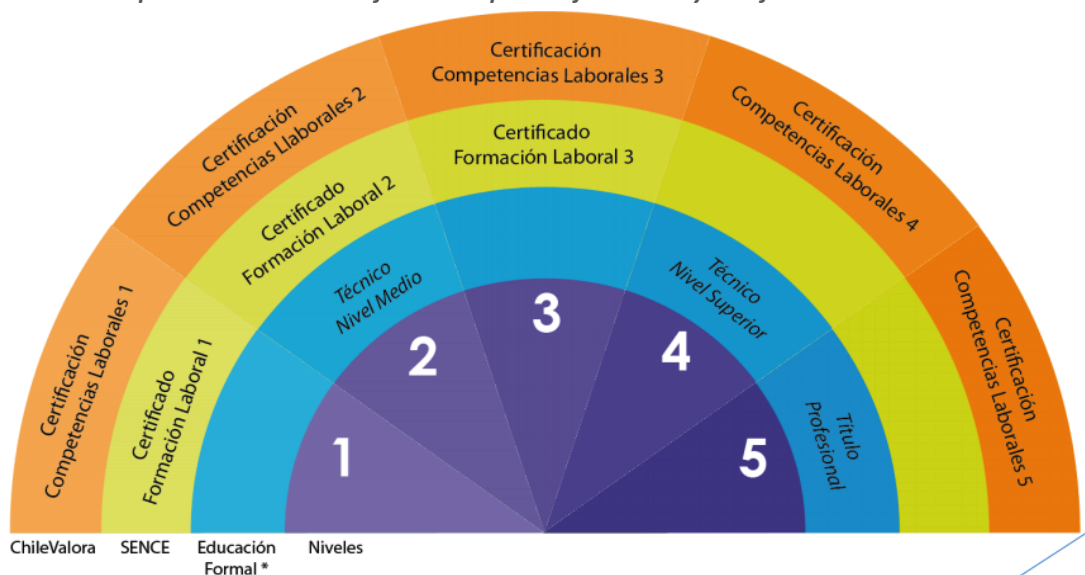 Certificación
Competencias Laborales 1
Certificación
Competencias Llaborales 2
Certificación
Competencias Laborales 3
Certificación
Competencias Laborales 4
Certificación
Competencias Laborales 5
Certificado
Formación Laboral 1
Certificado
Formación Laboral 2
Certificado
Formación Laboral 3
Técnico
Nivel Medio
Técnico
Nivel Superior
Título
Profesional
1
2
3
4
5
ChileValora
SENCE
Educación
Formal *
Niveles